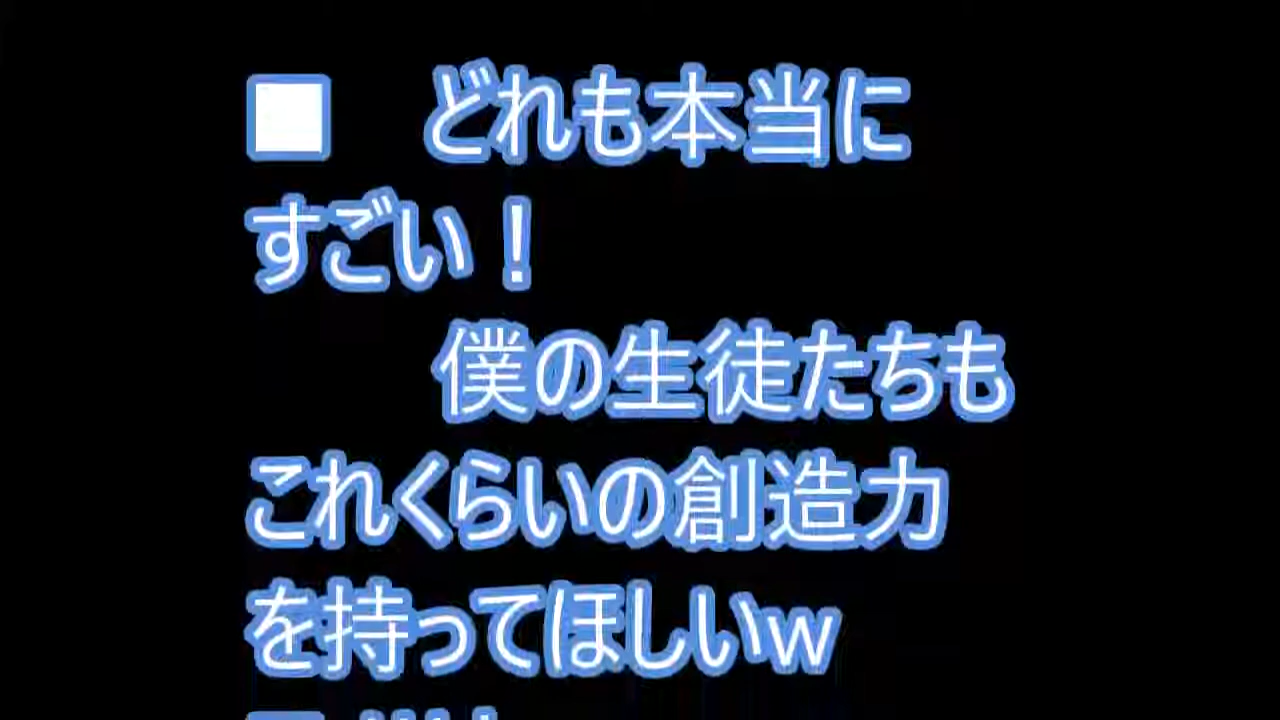 ■　どれも本当に
すごい！
僕の生徒たちも
これくらいの創造力
を持ってほしいw